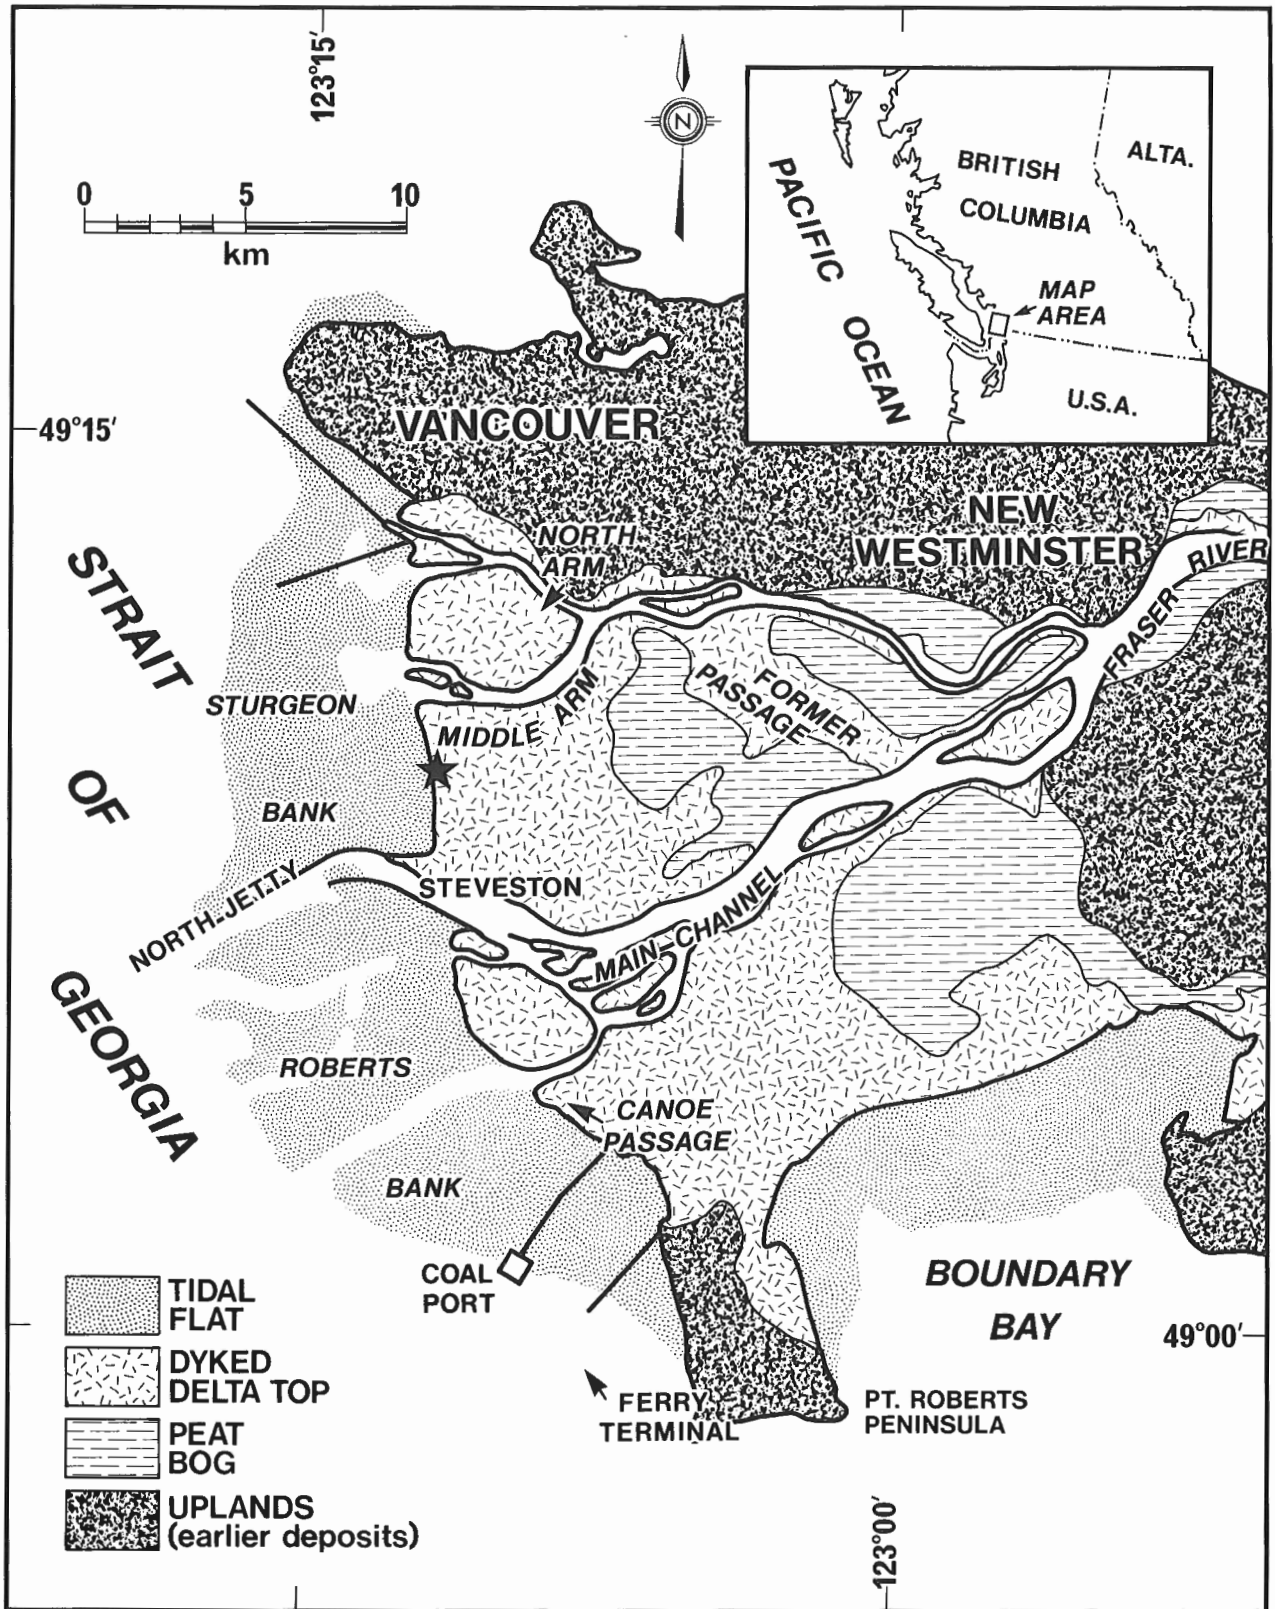 123°15'
N
0 5 10
km
PACIFIC OCEAN
BRITISH
COLUMBIA
ALTA.
MAP
AREA
U.S.A.
49°15'
VANCOUVER
NEW
WESTMINSTER
NORTH
ARM
FRASER RIVER
STRAIT
OF
GEORGIA
STURGEON
BANK
MIDDLE ARM
FORMER
PASSAGE
NORTH JETTY
STEVESTON
MAIN CHANNEL
ROBERTS
BANK
CANOE
PASSAGE
COAL
PORT
BOUNDARY
BAY
49°00'
FERRY
TERMINAL
PT. ROBERTS
PENINSULA
TIDAL
FLAT
DYKED
DELTA TOP
PEAT
BOG
UPLANDS
(earlier deposits)
123°00'